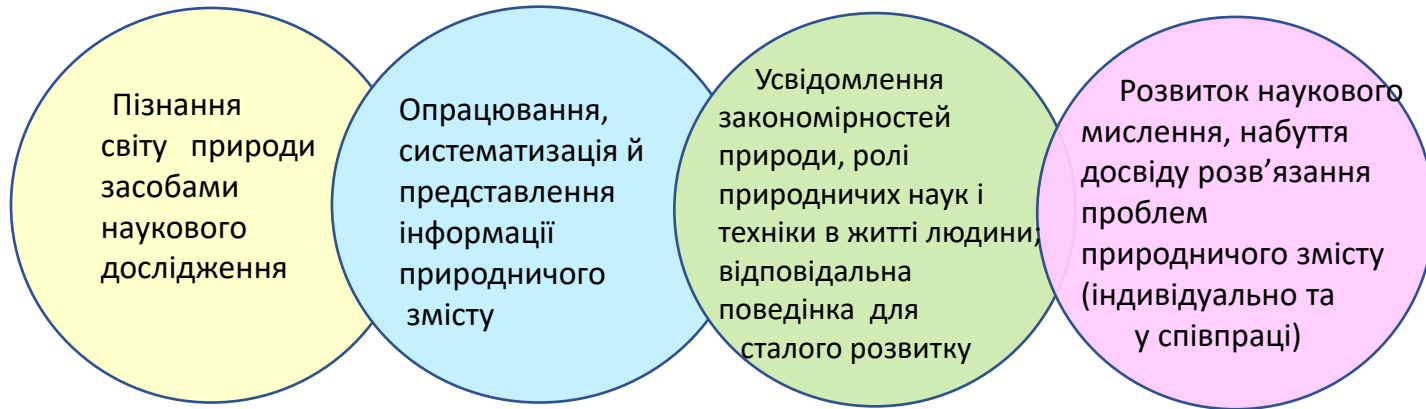 Пізнання
світу природи
засобами
наукового
дослідження
Опрацювання,
систематизація й
представлення
інформації
природничого
змісту
Усвідомлення
закономірностей
природи, ролі
природничих наук і
техніки в житті людини;
відповідальна
поведінка для
сталого розвитку
Розвиток наукового
мислення, набуття
досвіду розв’язання
проблем
природничого змісту
(індивідуально та
у співпраці)